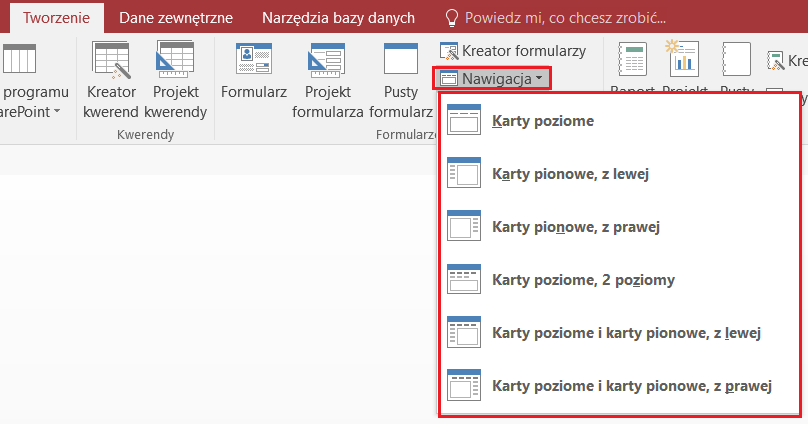 Tworzenie Dane zewnętrzne Narzędzia bazy danych Powiedz mi, co chcesz zrobić...
programu
arePoint
Kreator
kwerend
Projekt
kwerendy
Kwerendy
Formularz
Projekt
formularza
Pusty
formularz
Kreator formularzy
Nawigacja
Formularze
Raport
Projekt
Pusty
Kre
Karty poziome
Karty pionowe, z lewej
Karty pionowe, z prawej
Karty poziome, 2 poziomy
Karty poziome i karty pionowe, z lewej
Karty poziome i karty pionowe, z prawej